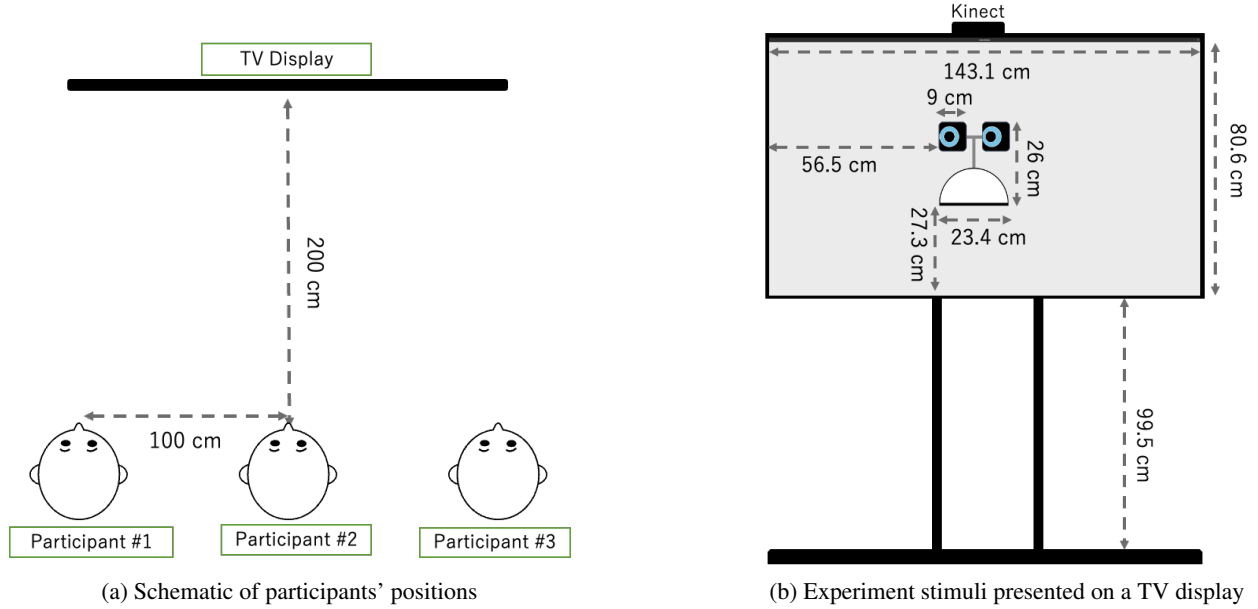 TV Display
200 cm
100 cm
Participant #1
Participant #2
Participant #3
(a) Schematic of participants' positions
Kinect
143.1 cm
9 cm
56.5 cm
26 cm
80.6 cm
27.3 cm
23.4 cm
99.5 cm
(b) Experiment stimuli presented on a TV display